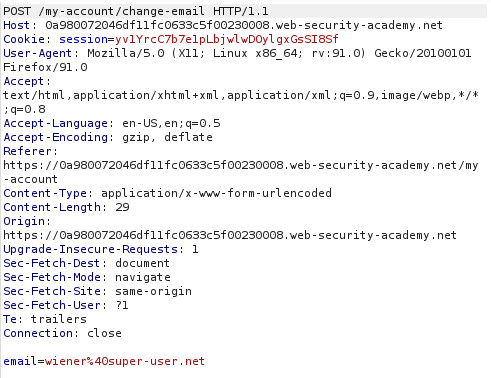 POST /my-account/change-email HTTP/1.1
Host: 0a980072046df11fc0633c5f00230008.web-security-academy.net
Cookie: session=yv1YrcC7b7e1pLbjwlwDOylgxGsSI8Sf
User-Agent: Mozilla/5.0 (X11; Linux x86_64; rv:91.0) Gecko/20100101
Firefox/91.0
Accept:
text/html,application/xhtml+xml,application/xml;q=0.9,image/webp,*/*
;q=0.8
Accept-Language: en-US,en;q=0.5
Accept-Encoding: gzip, deflate
Referer:
https://0a980072046df11fc0633c5f00230008.web-security-academy.net/my
-account
Content-Type: application/x-www-form-urlencoded
Content-Length: 29
Origin:
https://0a980072046df11fc0633c5f00230008.web-security-academy.net
Upgrade-Insecure-Requests: 1
Sec-Fetch-Dest: document
Sec-Fetch-Mode: navigate
Sec-Fetch-Site: same-origin
Sec-Fetch-User: ?1
Te: trailers
Connection: close

email=wiener%40super-user.net